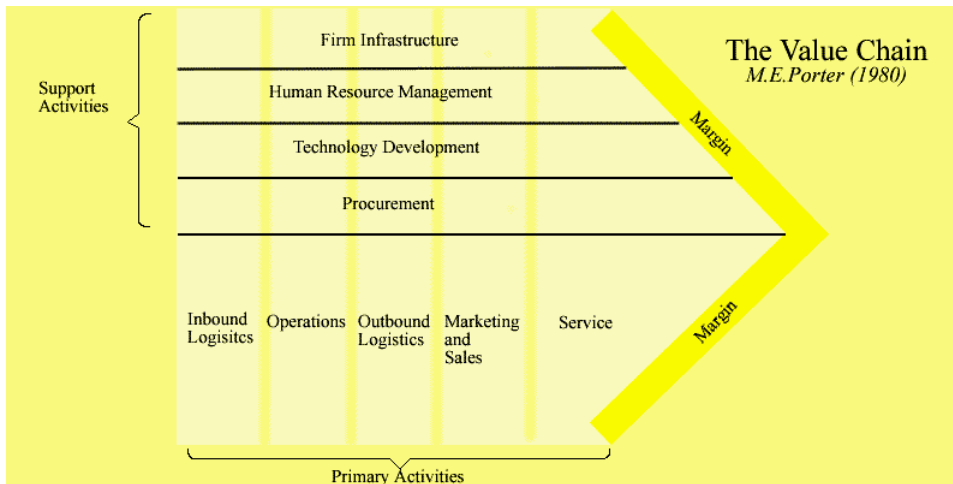 The Value Chain
M.E.Porter (1980)
Support
Activities
Firm Infrastructure
Human Resource Management
Technology Development
Procurement
Margin
Margin
Inbound
Logisitcs
Operations
Outbound
Logistics
Marketing
and
Sales
Service
Primary Activities